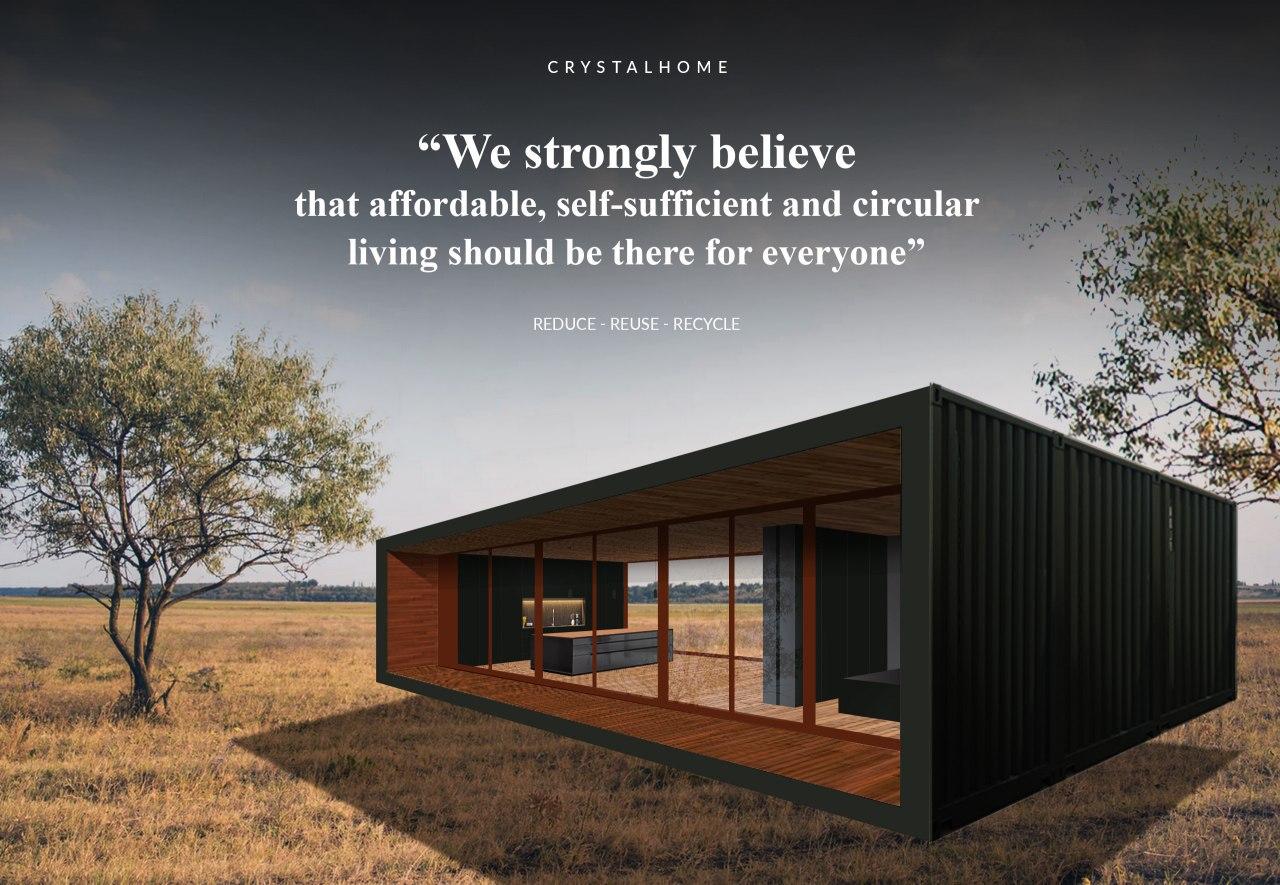 CRYSTALHOME
“We strongly believe
that affordable, self-sufficient and circular
living should be there for everyone”
REDUCE - REUSE - RECYCLE